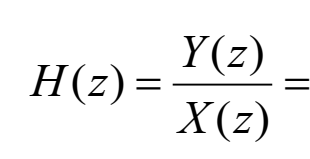 H(z) = Y(z) / X(z) =